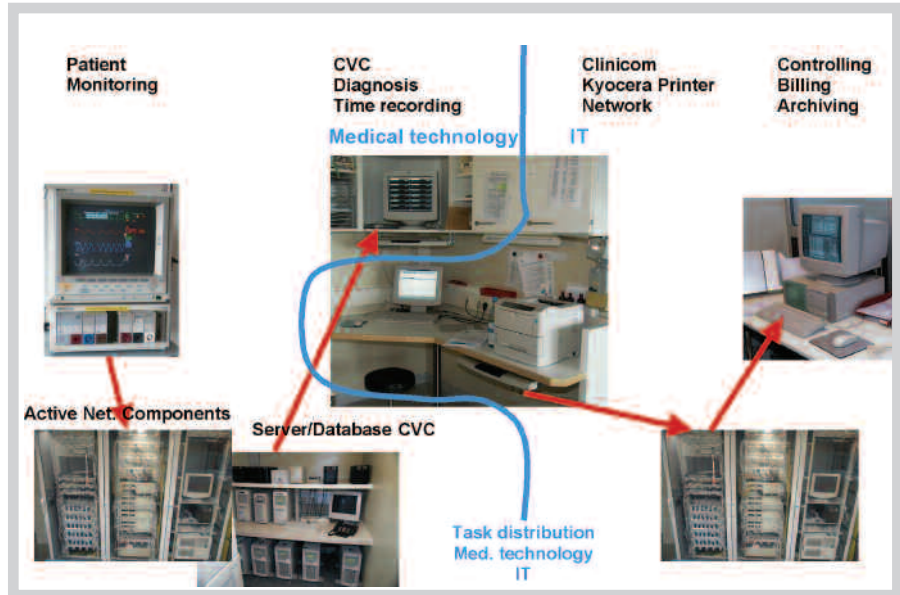 Patient
Monitoring
CVC
Diagnosis
Time recording
Clinicom
Kyocera Printer
Network
Controlling
Billing
Archiving
Medical technology
IT
Active Net. Components
Server/Database CVC
Task distribution
Med. technology
IT